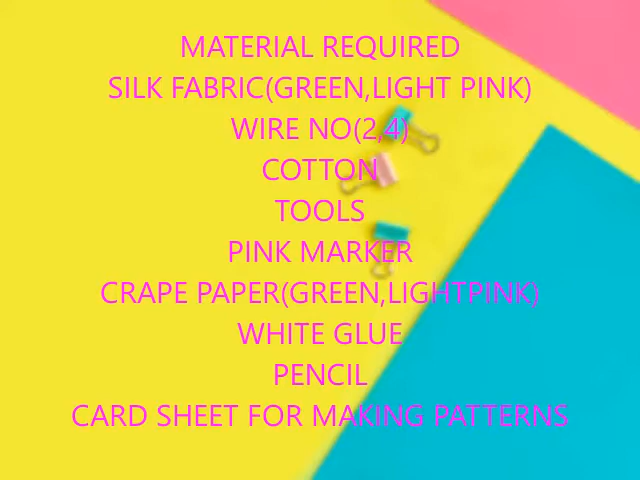 MATERIAL REQUIRED
SILK FABRIC(GREEN,LIGHT PINK)
WIRE NO(2,4)
COTTON
TOOLS
PINK MARKER
CRAPE PAPER(GREEN,LIGHTPINK)
WHITE GLUE
PENCIL
CARD SHEET FOR MAKING PATTERNS